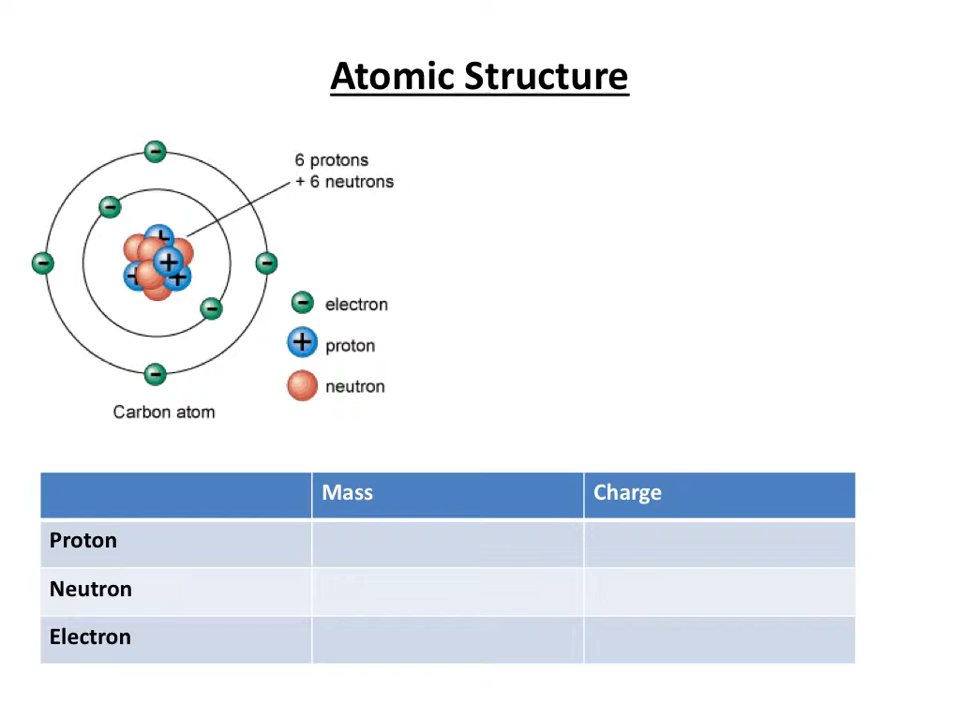 Atomic Structure
6 protons
+ 6 neutrons
electron
proton
neutron
Carbon atom
Mass Charge
Proton
Neutron
Electron